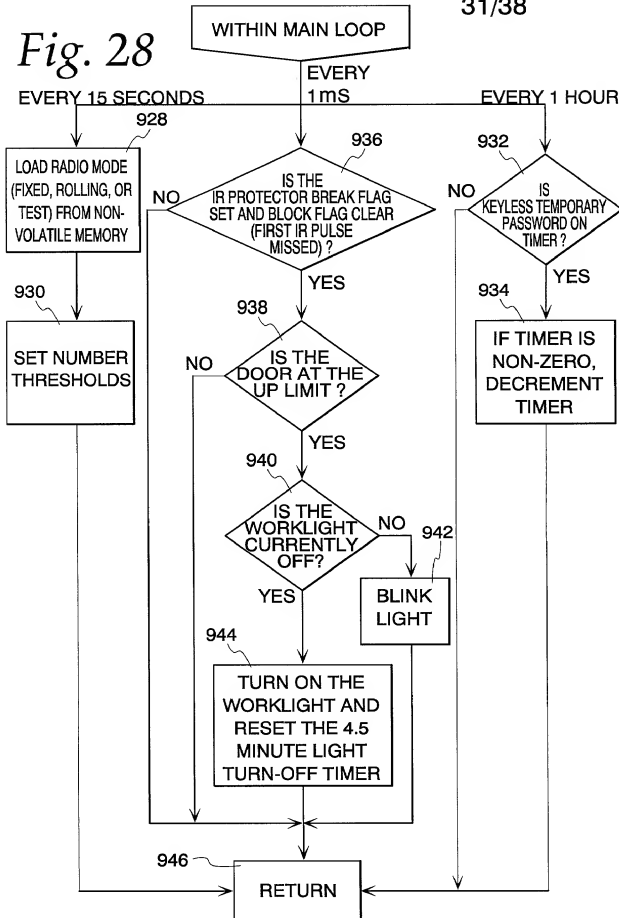 31/38
Fig. 28
WITHIN MAIN LOOP
EVERY
1mS
EVERY 15 SECONDS
EVERY 1 HOUR
928
LOAD RADIO MODE
(FIXED, ROLLING, OR
TEST) FROM NON-
VOLATILE MEMORY
930
SET NUMBER
THRESHOLDS
936
NO
IS THE
IR PROTECTOR BREAK FLAG
SET AND BLOCK FLAG CLEAR
(FIRST IR PULSE
MISSED) ?
YES
938
NO
IS THE
DOOR AT THE
UP LIMIT ?
YES
940
IS THE
WORKLIGHT
CURRENTLY
OFF?
NO
942
BLINK
LIGHT
YES
944
TURN ON THE
WORKLIGHT AND
RESET THE 4.5
MINUTE LIGHT
TURN-OFF TIMER
932
NO
IS
KEYLESS TEMPORARY
PASSWORD ON
TIMER ?
YES
934
IF TIMER IS
NON-ZERO,
DECREMENT
TIMER
946
RETURN